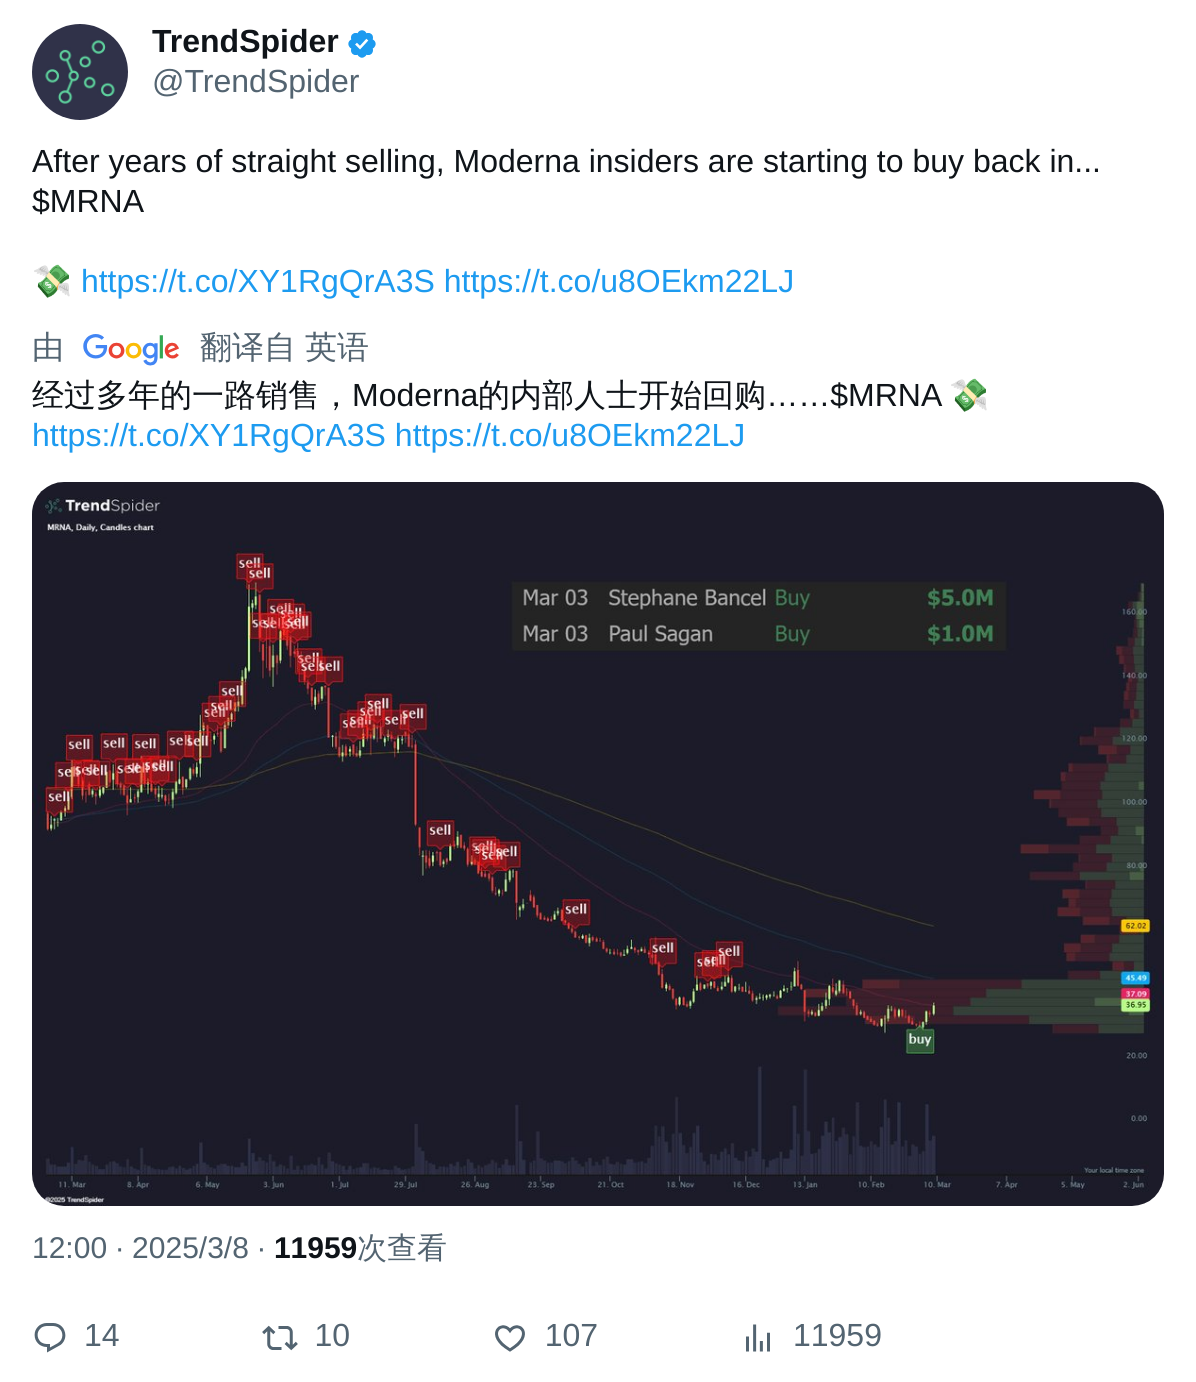 TrendSpider
@TrendSpider
After years of straight selling, Moderna insiders are starting to buy back in...
$MRNA
💸 https://t.co/XY1RgQrA3S https://t.co/u8OEkm22LJ
由 Google 翻译自 英语
经过多年的一路销售，Moderna的内部人士开始回购……$MRNA 💸
https://t.co/XY1RgQrA3S https://t.co/u8OEkm22LJ
TrendSpider
MRNA, Daily, Candles chart
sell
sell
sell sell
sell sell sell
sell
sell sell
sell
sell
sell
sell
sell
sell
sell sell sell
sell sell sell sell sell
sell sell sell
sell sell sell
sell
sell
sell
sell
sell sell
sell
sell
sell
sell
sell sell
buy
Mar 03 Stephane Bancel Buy $5.0M
Mar 03 Paul Sagan Buy $1.0M
160.00
140.00
120.00
100.00
80.00
62.02
45.49
37.09
36.95
20.00
0.00
Your local time zone
11. Mar 8. Apr 6. May 3. Jun 1. Jul 29. Jul 26. Aug 23. Sep 21. Oct 18. Nov 16. Dec 13. Jan 10. Feb 10. Mar 7. Apr 5. May 2. Jun
©2025 TrendSpider
12:00 · 2025/3/8 · 11959次查看
14 10 107 11959